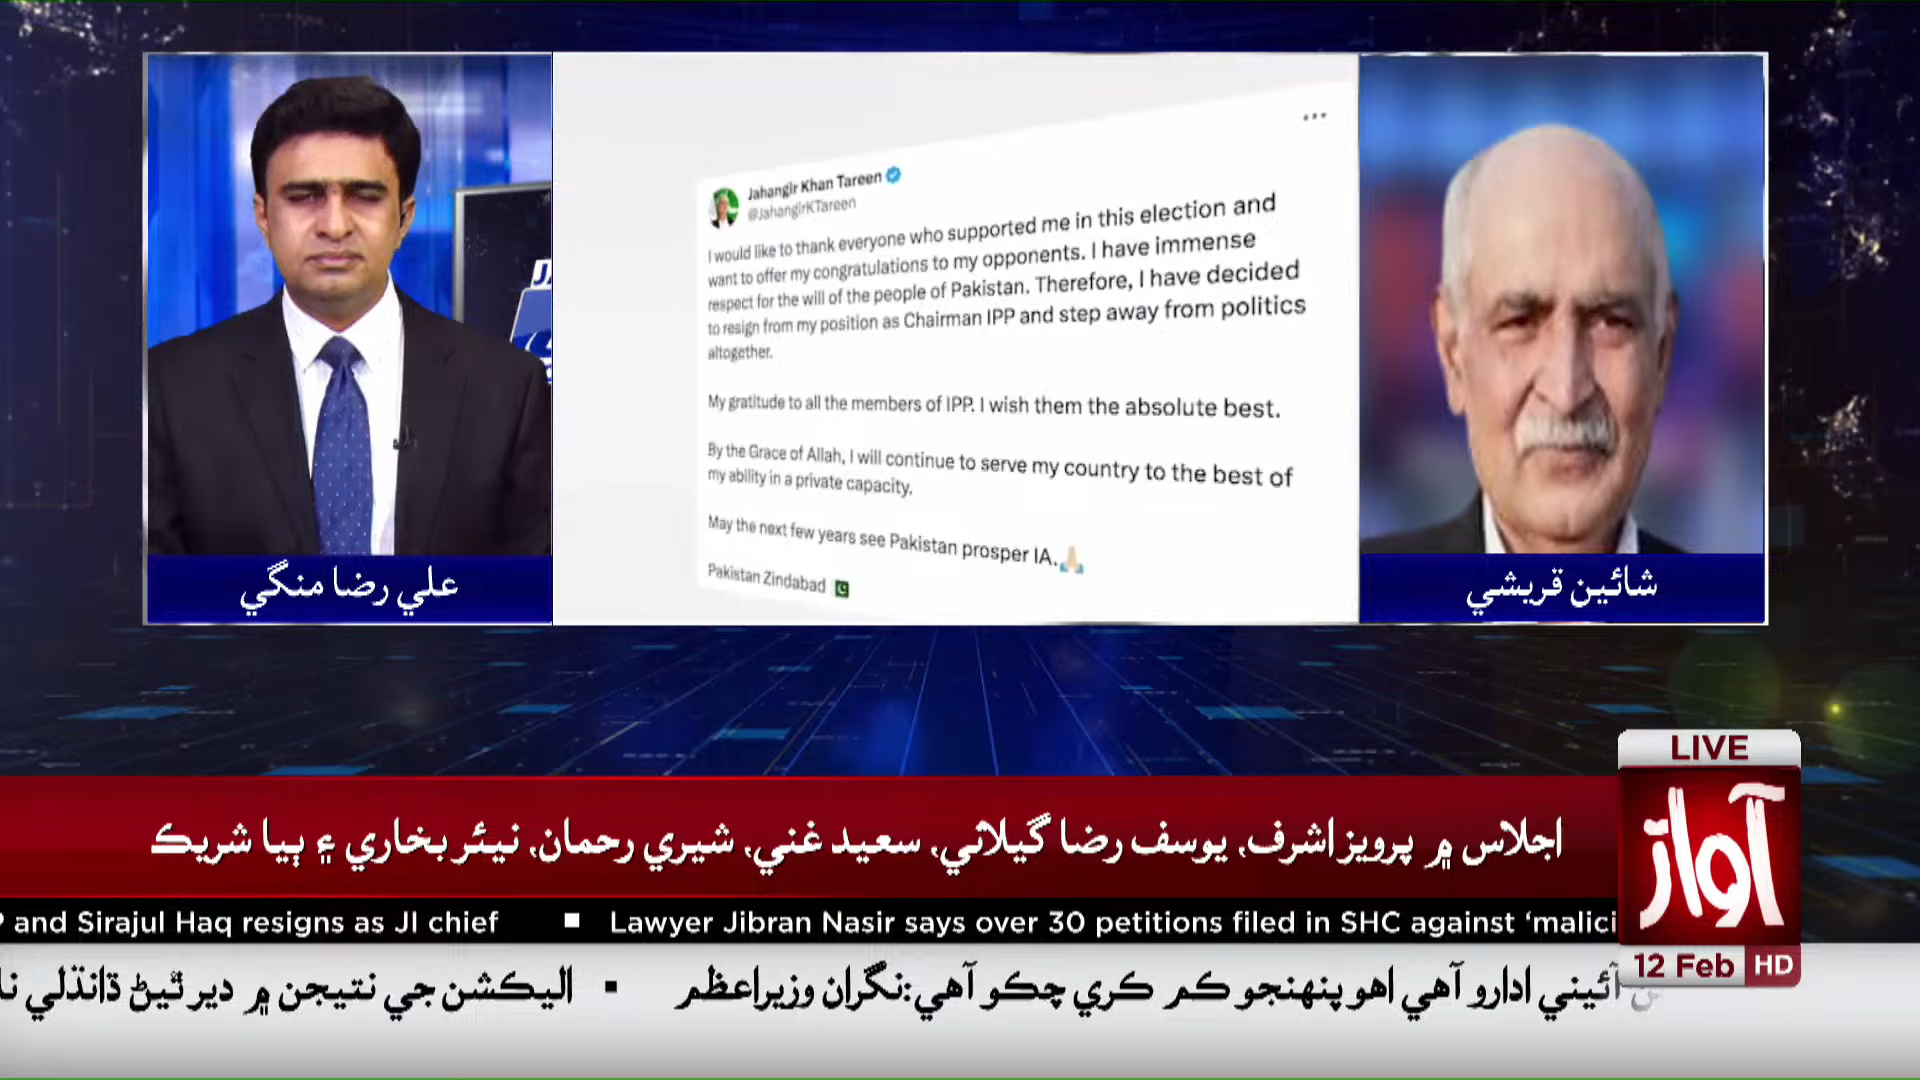 Jahangir Khan Tareen
@JahangirKTareen
I would like to thank everyone who supported me in this election and
want to offer my congratulations to my opponents. I have immense
respect for the will of the people of Pakistan. Therefore, I have decided
to resign from my position as Chairman IPP and step away from politics
altogether.
My gratitude to all the members of IPP. I wish them the absolute best.
By the Grace of Allah, I will continue to serve my country to the best of
my ability in a private capacity.
May the next few years see Pakistan prosper IA.🙏🏼
Pakistan Zindabad 🇵🇰
علي رضا منگي
شائين قريشي
LIVE
آواز
12 Feb HD
اجلاس ۾ پرويز اشرف، يوسف رضا گيلاني، سعيد غني، شيري رحمان، نيئر بخاري ۽ ٻيا شريڪ
and Sirajul Haq resigns as JI chief ■ Lawyer Jibran Nasir says over 30 petitions filed in SHC against ‘malici
آئيني ادارو آهي اهو پنهنجو ڪم ڪري چڪو آهي:نگران وزيراعظم ▪ اليڪشن جي نتيجن ۾ دير ٿيڻ ڌانڌلي